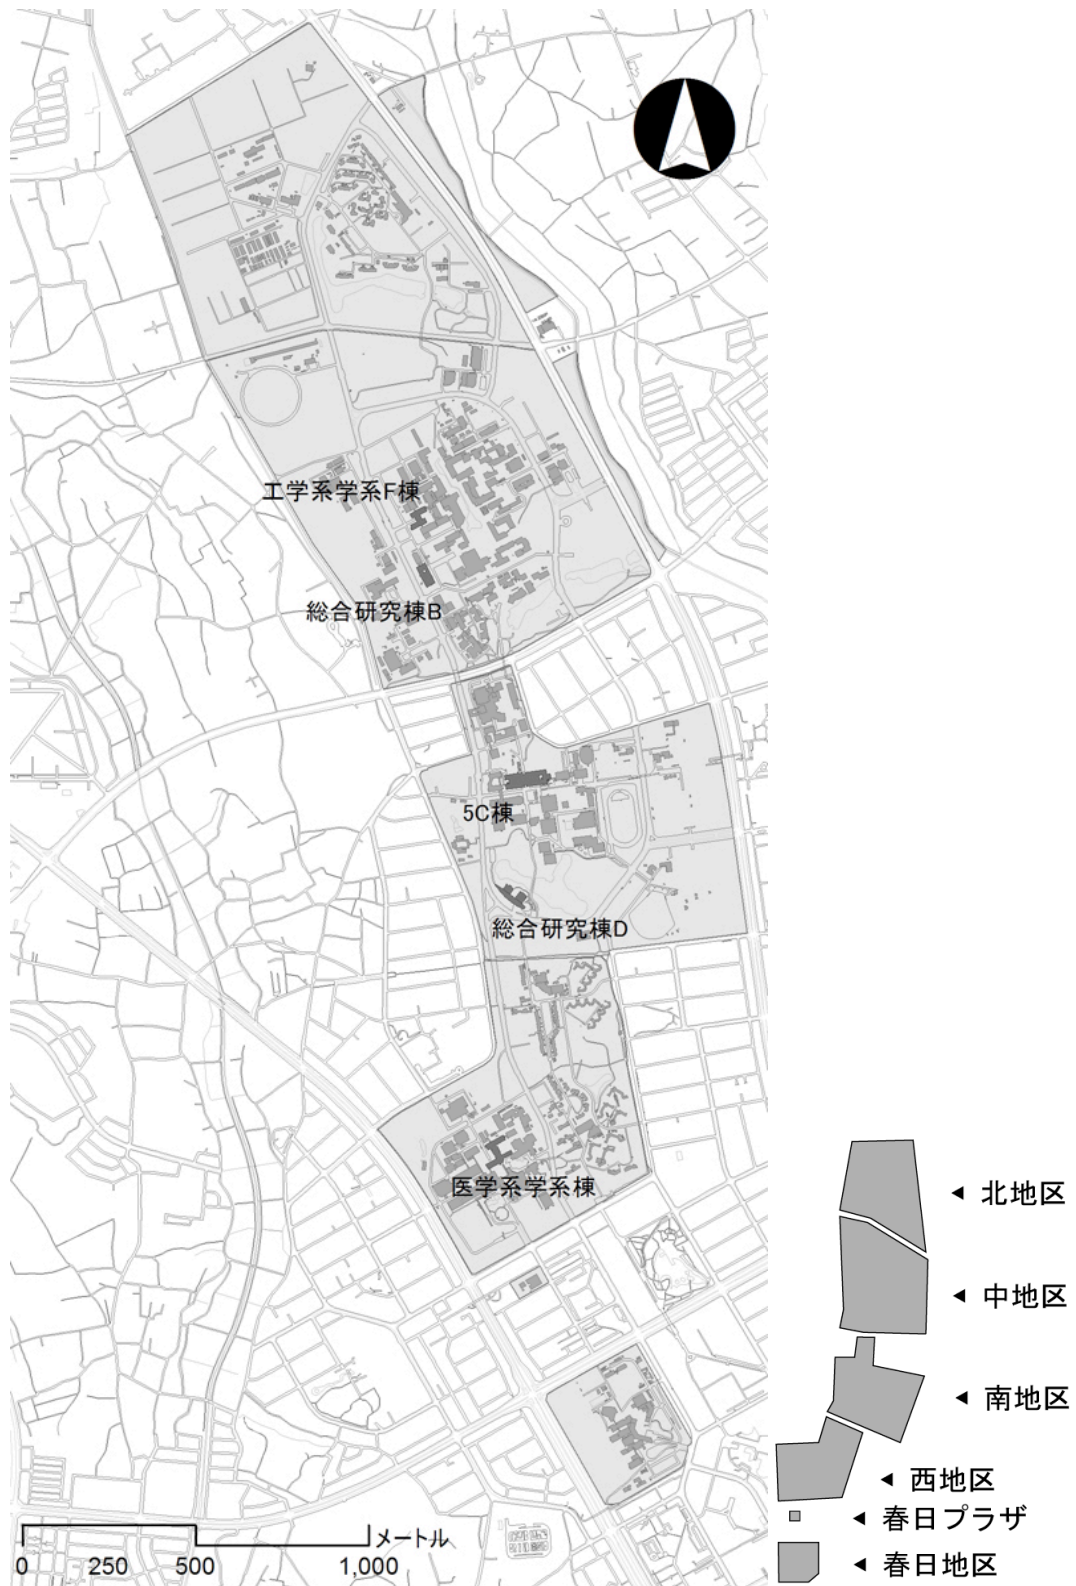 工学系学系F棟
総合研究棟B
5C棟
総合研究棟D
医学系学系棟
メートル
0 250 500 1,000
◀ 北地区
◀ 中地区
◀ 南地区
◀ 西地区
◀ 春日プラザ
◀ 春日地区